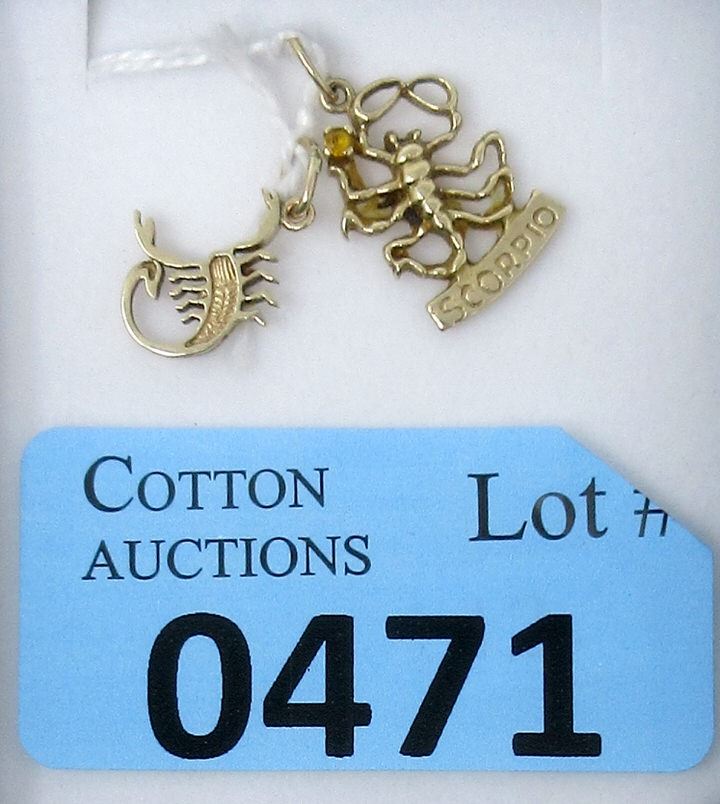 SCORPIO
COTTON
AUCTIONS
Lot #
0471